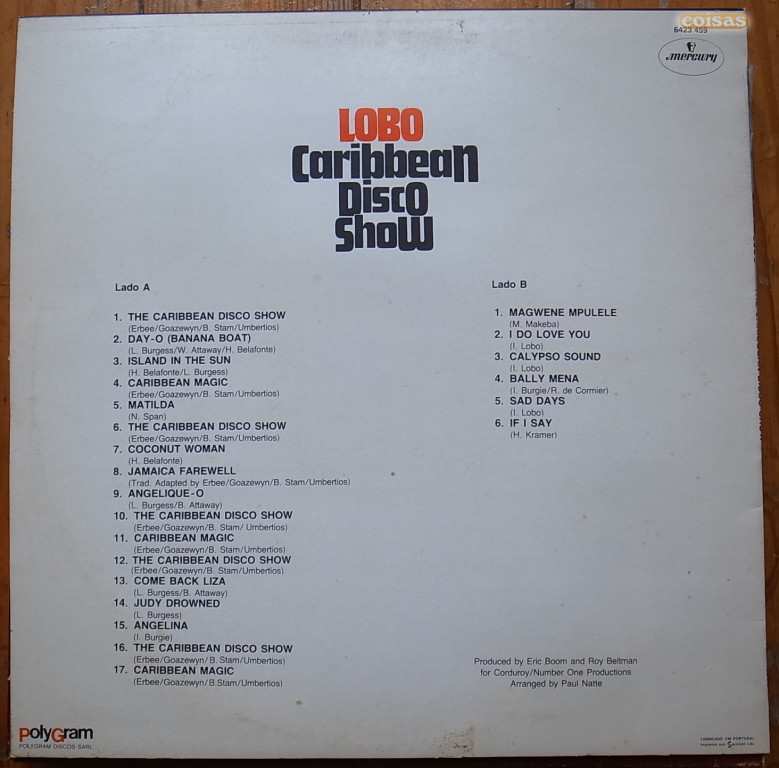 coisas
6423 459
mercury
LOBO
Caribbean
Disco
Show
Lado A
1. THE CARIBBEAN DISCO SHOW
(Erbee/Goazewyn/B. Stam/Umbertios)
2. DAY-O (BANANA BOAT)
(L. Burgess/W. Attaway/H. Belafonte)
3. ISLAND IN THE SUN
(H. Belafonte/L. Burgess)
4. CARIBBEAN MAGIC
(Erbee/Goazewyn/B. Stam/Umbertios)
5. MATILDA
(N. Span)
6. THE CARIBBEAN DISCO SHOW
(Erbee/Goazewyn/B. Stam/Umbertios)
7. COCONUT WOMAN
(H. Belafonte)
8. JAMAICA FAREWELL
(Trad. Adapted by Erbee/Goazewyn/B. Stam/Umbertios)
9. ANGELIQUE-O
(L. Burgess/B. Attaway)
10. THE CARIBBEAN DISCO SHOW
(Erbee/Goazewyn/B. Stam/ Umbertios)
11. CARIBBEAN MAGIC
(Erbee/Goazewyn/B. Stam/Umbertios)
12. THE CARIBBEAN DISCO SHOW
(Erbee/Goazewyn/B. Stam/Umbertios)
13. COME BACK LIZA
(L. Burgess/B. Attaway)
14. JUDY DROWNED
(L. Burgess)
15. ANGELINA
(I. Burgie)
16. THE CARIBBEAN DISCO SHOW
(Erbee/Goazewyn/B. Stam/Umbertios)
17. CARIBBEAN MAGIC
(Erbee/Goazewyn/B.Stam/Umbertios)
Lado B
1. MAGWENE MPULELE
(M. Makeba)
2. I DO LOVE YOU
(I. Lobo)
3. CALYPSO SOUND
(I. Lobo)
4. BALLY MENA
(I. Burgie/R. de Cormier)
5. SAD DAYS
(I. Lobo)
6. IF I SAY
(H. Kramer)
Produced by Eric Boom and Roy Beltman
for Corduroy/Number One Productions
Arranged by Paul Natte
PolyGram
POLYGRAM DISCOS SARL
FABRICADO EM PORTUGAL
Impresso por